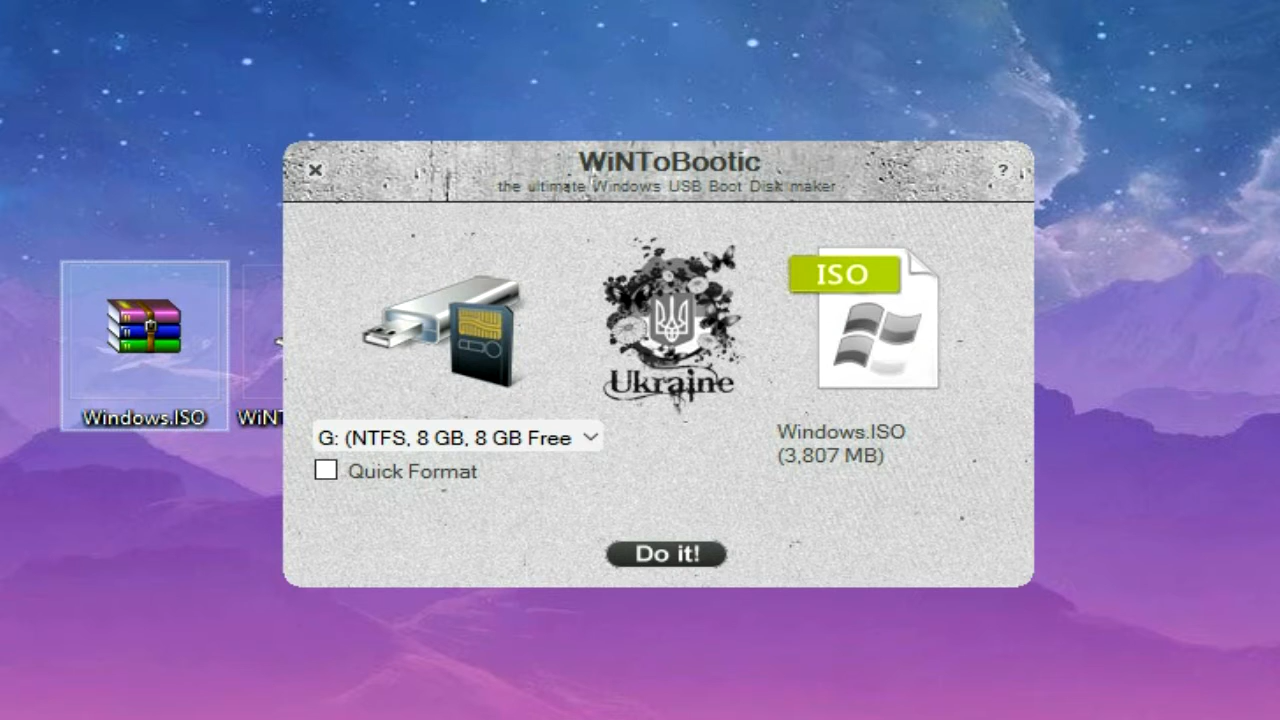 WiNToBootic
the ultimate Windows USB Boot Disk maker
?
ISO
Ukraine
Windows.ISO
WiNT
G: (NTFS, 8 GB, 8 GB Free
Quick Format
Windows.ISO
(3,807 MB)
Do it!